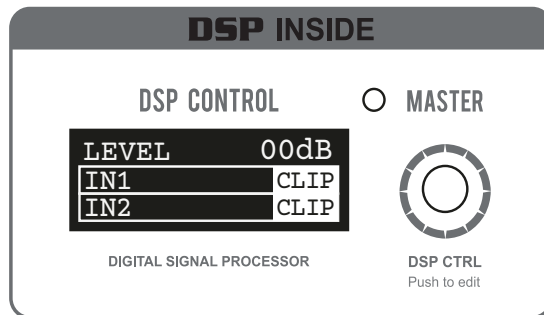 DSP INSIDE
DSP CONTROL
MASTER
LEVEL 00dB
IN1 CLIP
IN2 CLIP
DIGITAL SIGNAL PROCESSOR
DSP CTRL
Push to edit